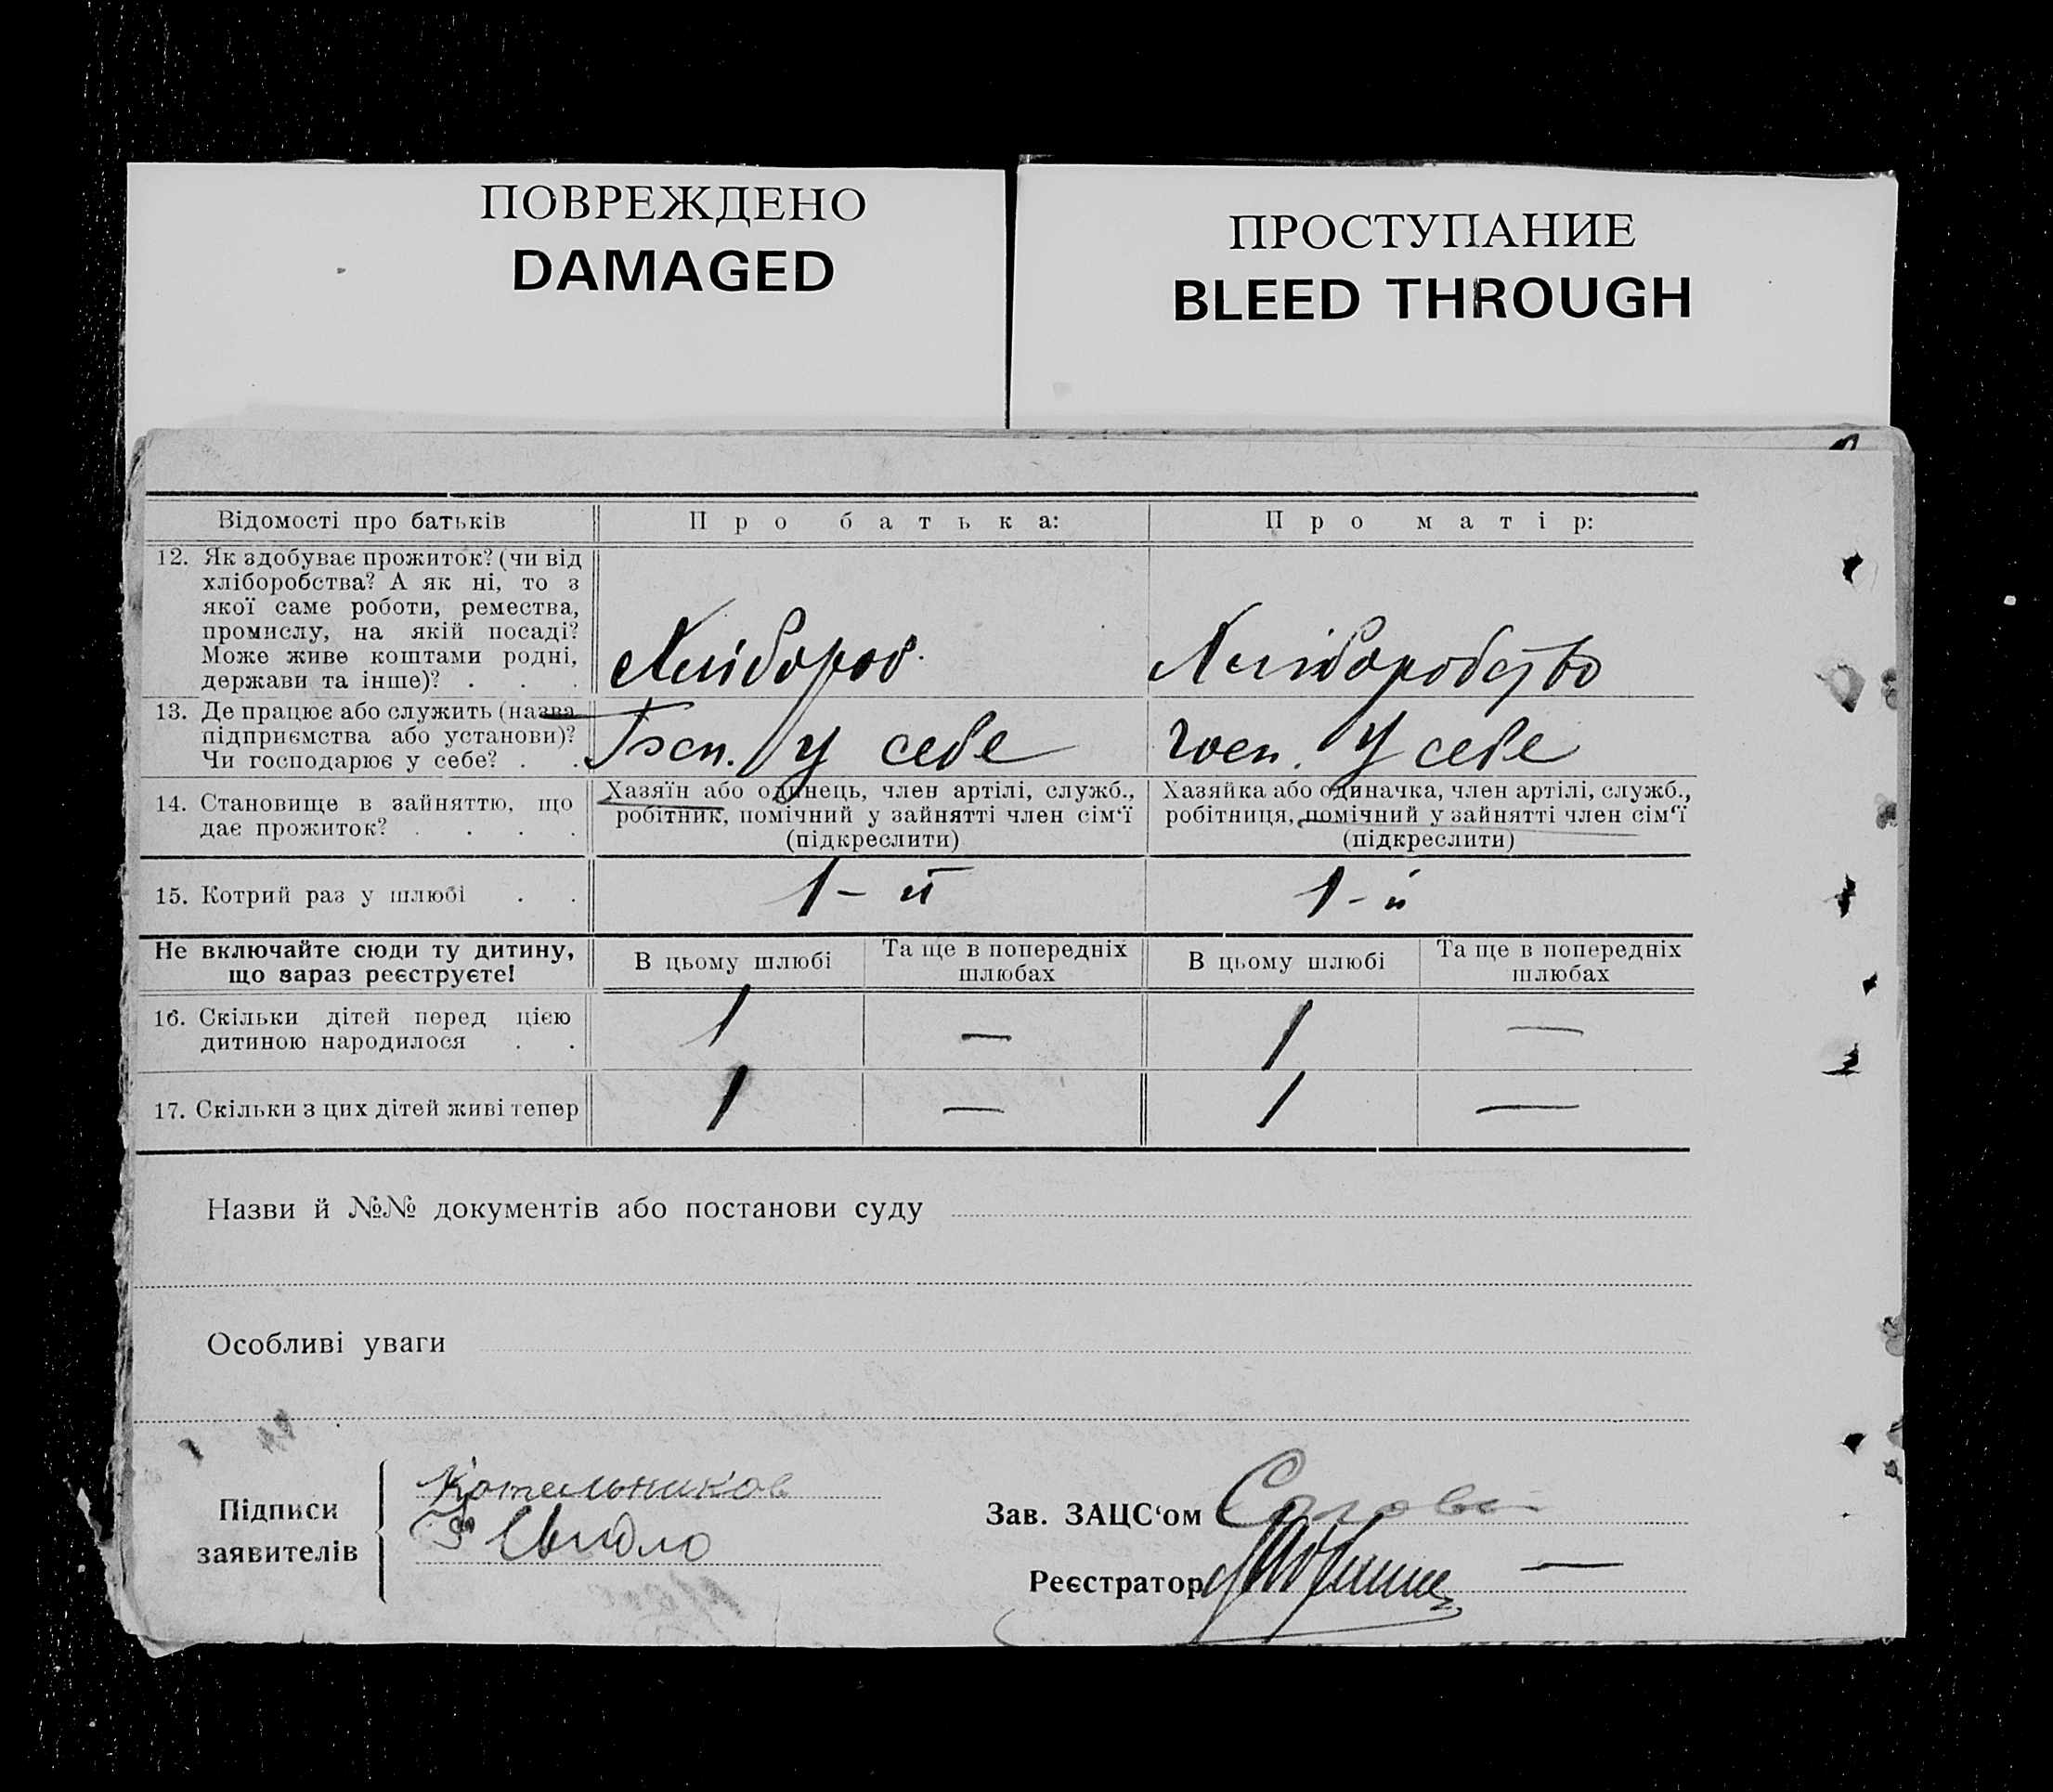 ПОВРЕЖДЕНО
DAMAGED
ПРОСТУПАНИЕ
BLEED THROUGH
Відомості про батьків
Про батька:
Про матір:
12. Як здобуває прожиток? (чи від
хліборобства? А як ні, то з
якої саме роботи, ремества,
промислу, на якій посаді?
Може живе коштами родні,
держави та інше)? . . .
Хлібороб.
Хліборобство
13. Де працює або служить (назва
підприємства або установи)?
Чи господарює у себе? . .
Госп. у себе
госп. у себе
14. Становище в зайняттю, що
дає прожиток? . . . .
Хазяїн або одинець, член артілі, служб.,
робітник, помічний у зайнятті член сім‘ї
(підкреслити)
Хазяйка або одиначка, член артілі, служб.,
робітниця, помічний у зайнятті член сім‘ї
(підкреслити)
15. Котрий раз у шлюбі . .
1-й
1-й
Не включайте сюди ту дитину,
що зараз реєструєте!
В цьому шлюбі
Та ще в попередніх
шлюбах
В цьому шлюбі
Та ще в попередніх
шлюбах
16. Скільки дітей перед цією
дитиною народилося . .
1
—
1
—
17. Скільки з цих дітей живі тепер
1
—
1
—
Назви й №№ документів або постанови суду
Особливі уваги
Підписи
заявителів
Котельников
Зав. ЗАЦС‘ом
Реєстратор